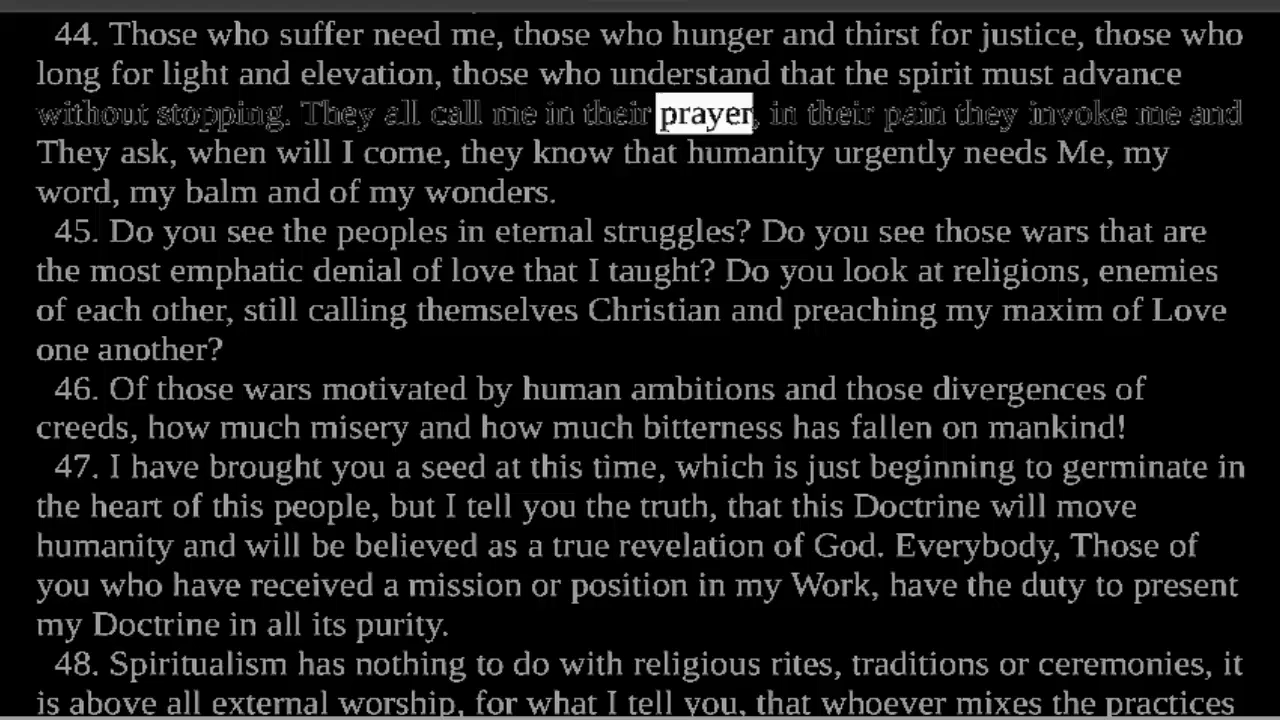 44. Those who suffer need me, those who hunger and thirst for justice, those who
long for light and elevation, those who understand that the spirit must advance
without stopping. They all call me in their prayer, in their pain they invoke me and
They ask, when will I come, they know that humanity urgently needs Me, my
word, my balm and of my wonders.
45. Do you see the peoples in eternal struggles? Do you see those wars that are
the most emphatic denial of love that I taught? Do you look at religions, enemies
of each other, still calling themselves Christian and preaching my maxim of Love
one another?
46. Of those wars motivated by human ambitions and those divergences of
creeds, how much misery and how much bitterness has fallen on mankind!
47. I have brought you a seed at this time, which is just beginning to germinate in
the heart of this people, but I tell you the truth, that this Doctrine will move
humanity and will be believed as a true revelation of God. Everybody, Those of
you who have received a mission or position in my Work, have the duty to present
my Doctrine in all its purity.
48. Spiritualism has nothing to do with religious rites, traditions or ceremonies, it
is above all external worship, for what I tell you, that whoever mixes the practices